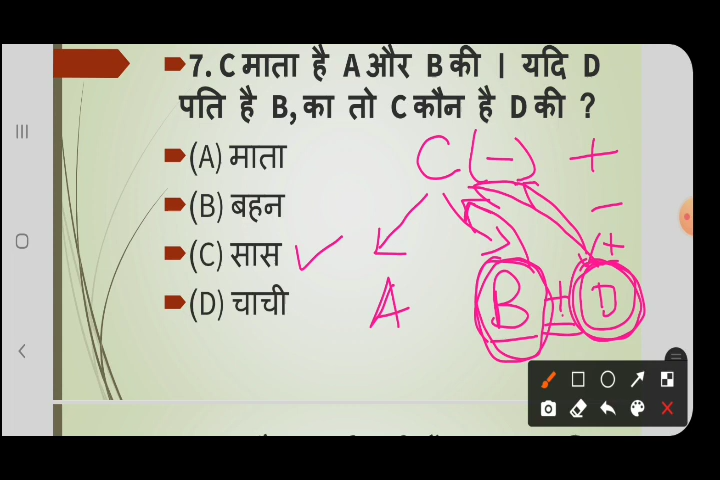 7. C माता है A और B की । यदि D
पति है B, का तो C कौन है D की ?
(A) माता
(B) बहन
(C) सास
(D) चाची
C (-) +
-
+
A B D